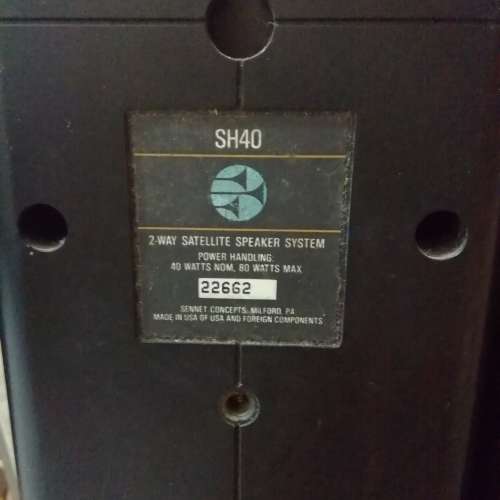 SH40
2-WAY SATELLITE SPEAKER SYSTEM
POWER HANDLING:
40 WATTS NOM, 80 WATTS MAX
22662
SENNET CONCEPTS, MILFORD, PA
MADE IN USA OF USA AND FOREIGN COMPONENTS